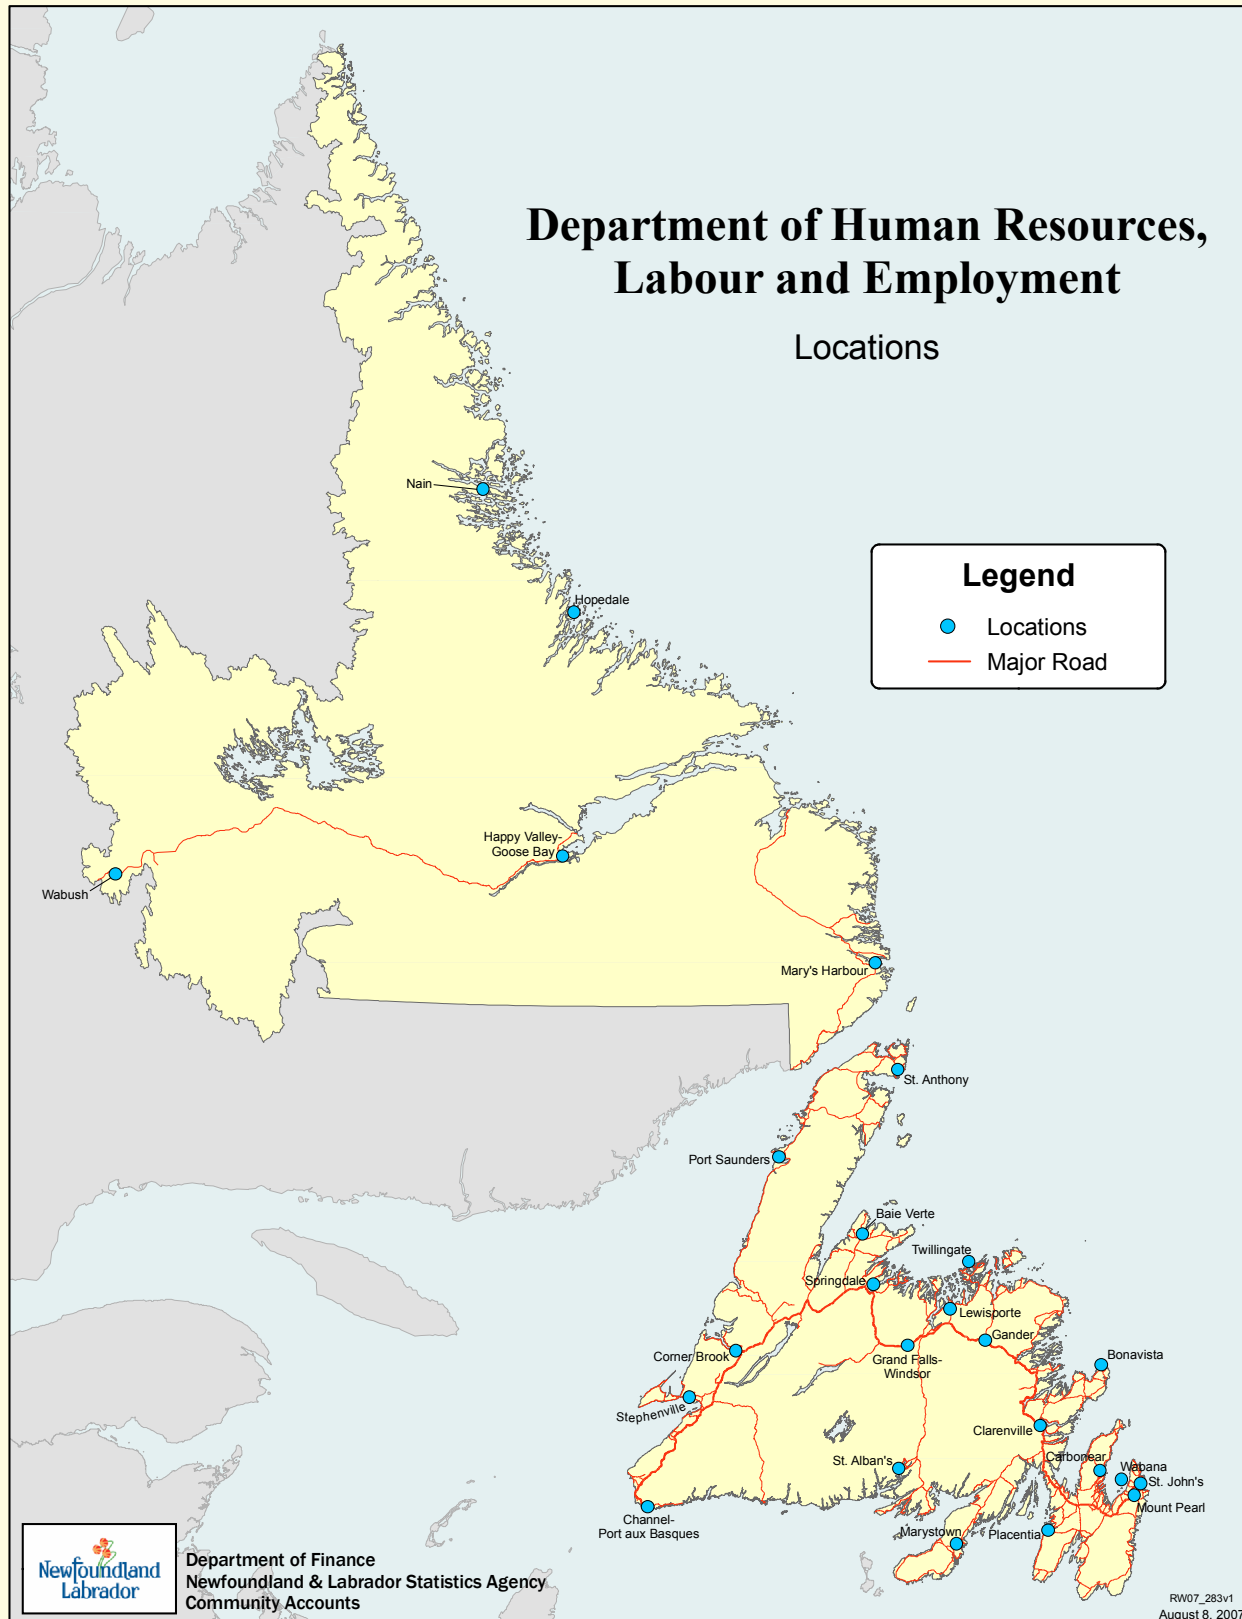 Department of Human Resources,
Labour and Employment
Locations
Nain
Hopedale
Legend
Locations
Major Road
Happy Valley-
Goose Bay
Wabush
Mary's Harbour
St. Anthony
Port Saunders
Baie Verte
Twillingate
Springdale
Lewisporte
Gander
Corner Brook
Grand Falls-
Windsor
Bonavista
Stephenville
Clarenville
St. Alban's
Carbonear
Wabana
St. John's
Mount Pearl
Channel-
Port aux Basques
Marystown
Placentia
Newfoundland
Labrador
Department of Finance
Newfoundland & Labrador Statistics Agency
Community Accounts
RW07_283v1
August 8, 2007